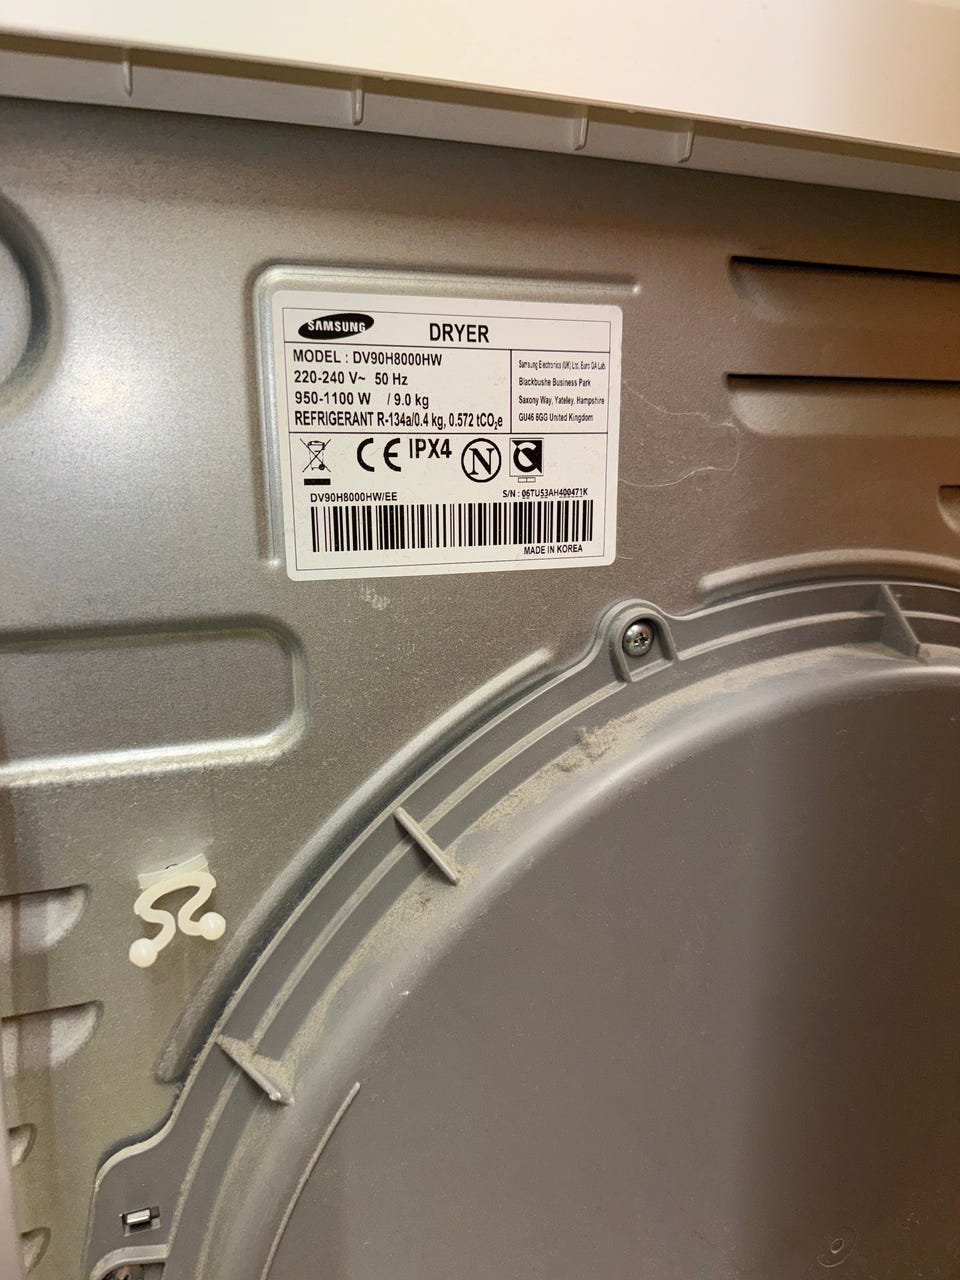 SAMSUNG
DRYER
MODEL : DV90H8000HW
220-240 V~ 50 Hz
950-1100 W / 9.0 kg
REFRIGERANT R-134a/0.4 kg, 0.572 tCO₂e
Samsung Electronics (UK) Ltd, Euro QA Lab.
Blackbushe Business Park
Saxony Way, Yateley, Hampshire
GU46 6GG United Kingdom
CE IPX4 N C
DV90H8000HW/EE
S/N : 06TU53AH400471K
MADE IN KOREA